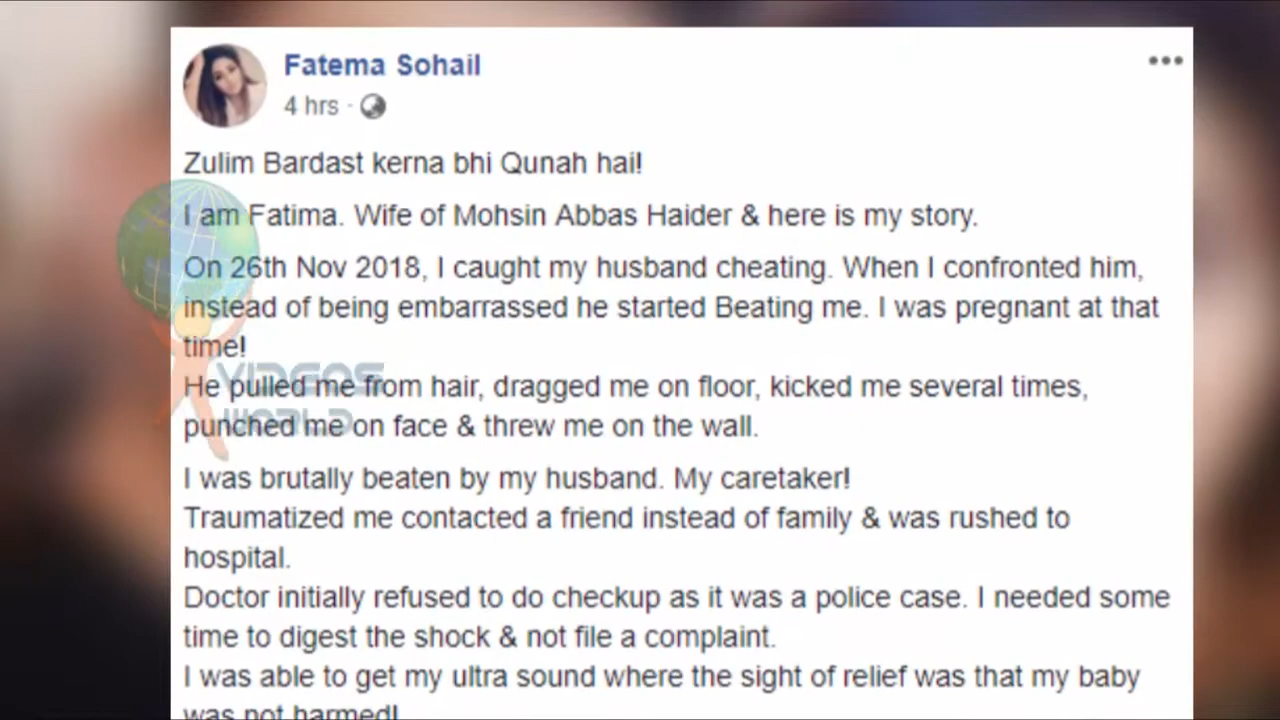 Fatema Sohail
4 hrs ·
Zulim Bardast kerna bhi Qunah hai!
I am Fatima. Wife of Mohsin Abbas Haider & here is my story.
On 26th Nov 2018, I caught my husband cheating. When I confronted him,
instead of being embarrassed he started Beating me. I was pregnant at that
time!
He pulled me from hair, dragged me on floor, kicked me several times,
punched me on face & threw me on the wall.
I was brutally beaten by my husband. My caretaker!
Traumatized me contacted a friend instead of family & was rushed to
hospital.
Doctor initially refused to do checkup as it was a police case. I needed some
time to digest the shock & not file a complaint.
I was able to get my ultra sound where the sight of relief was that my baby
was not harmed!
VIDEOS
WORLD